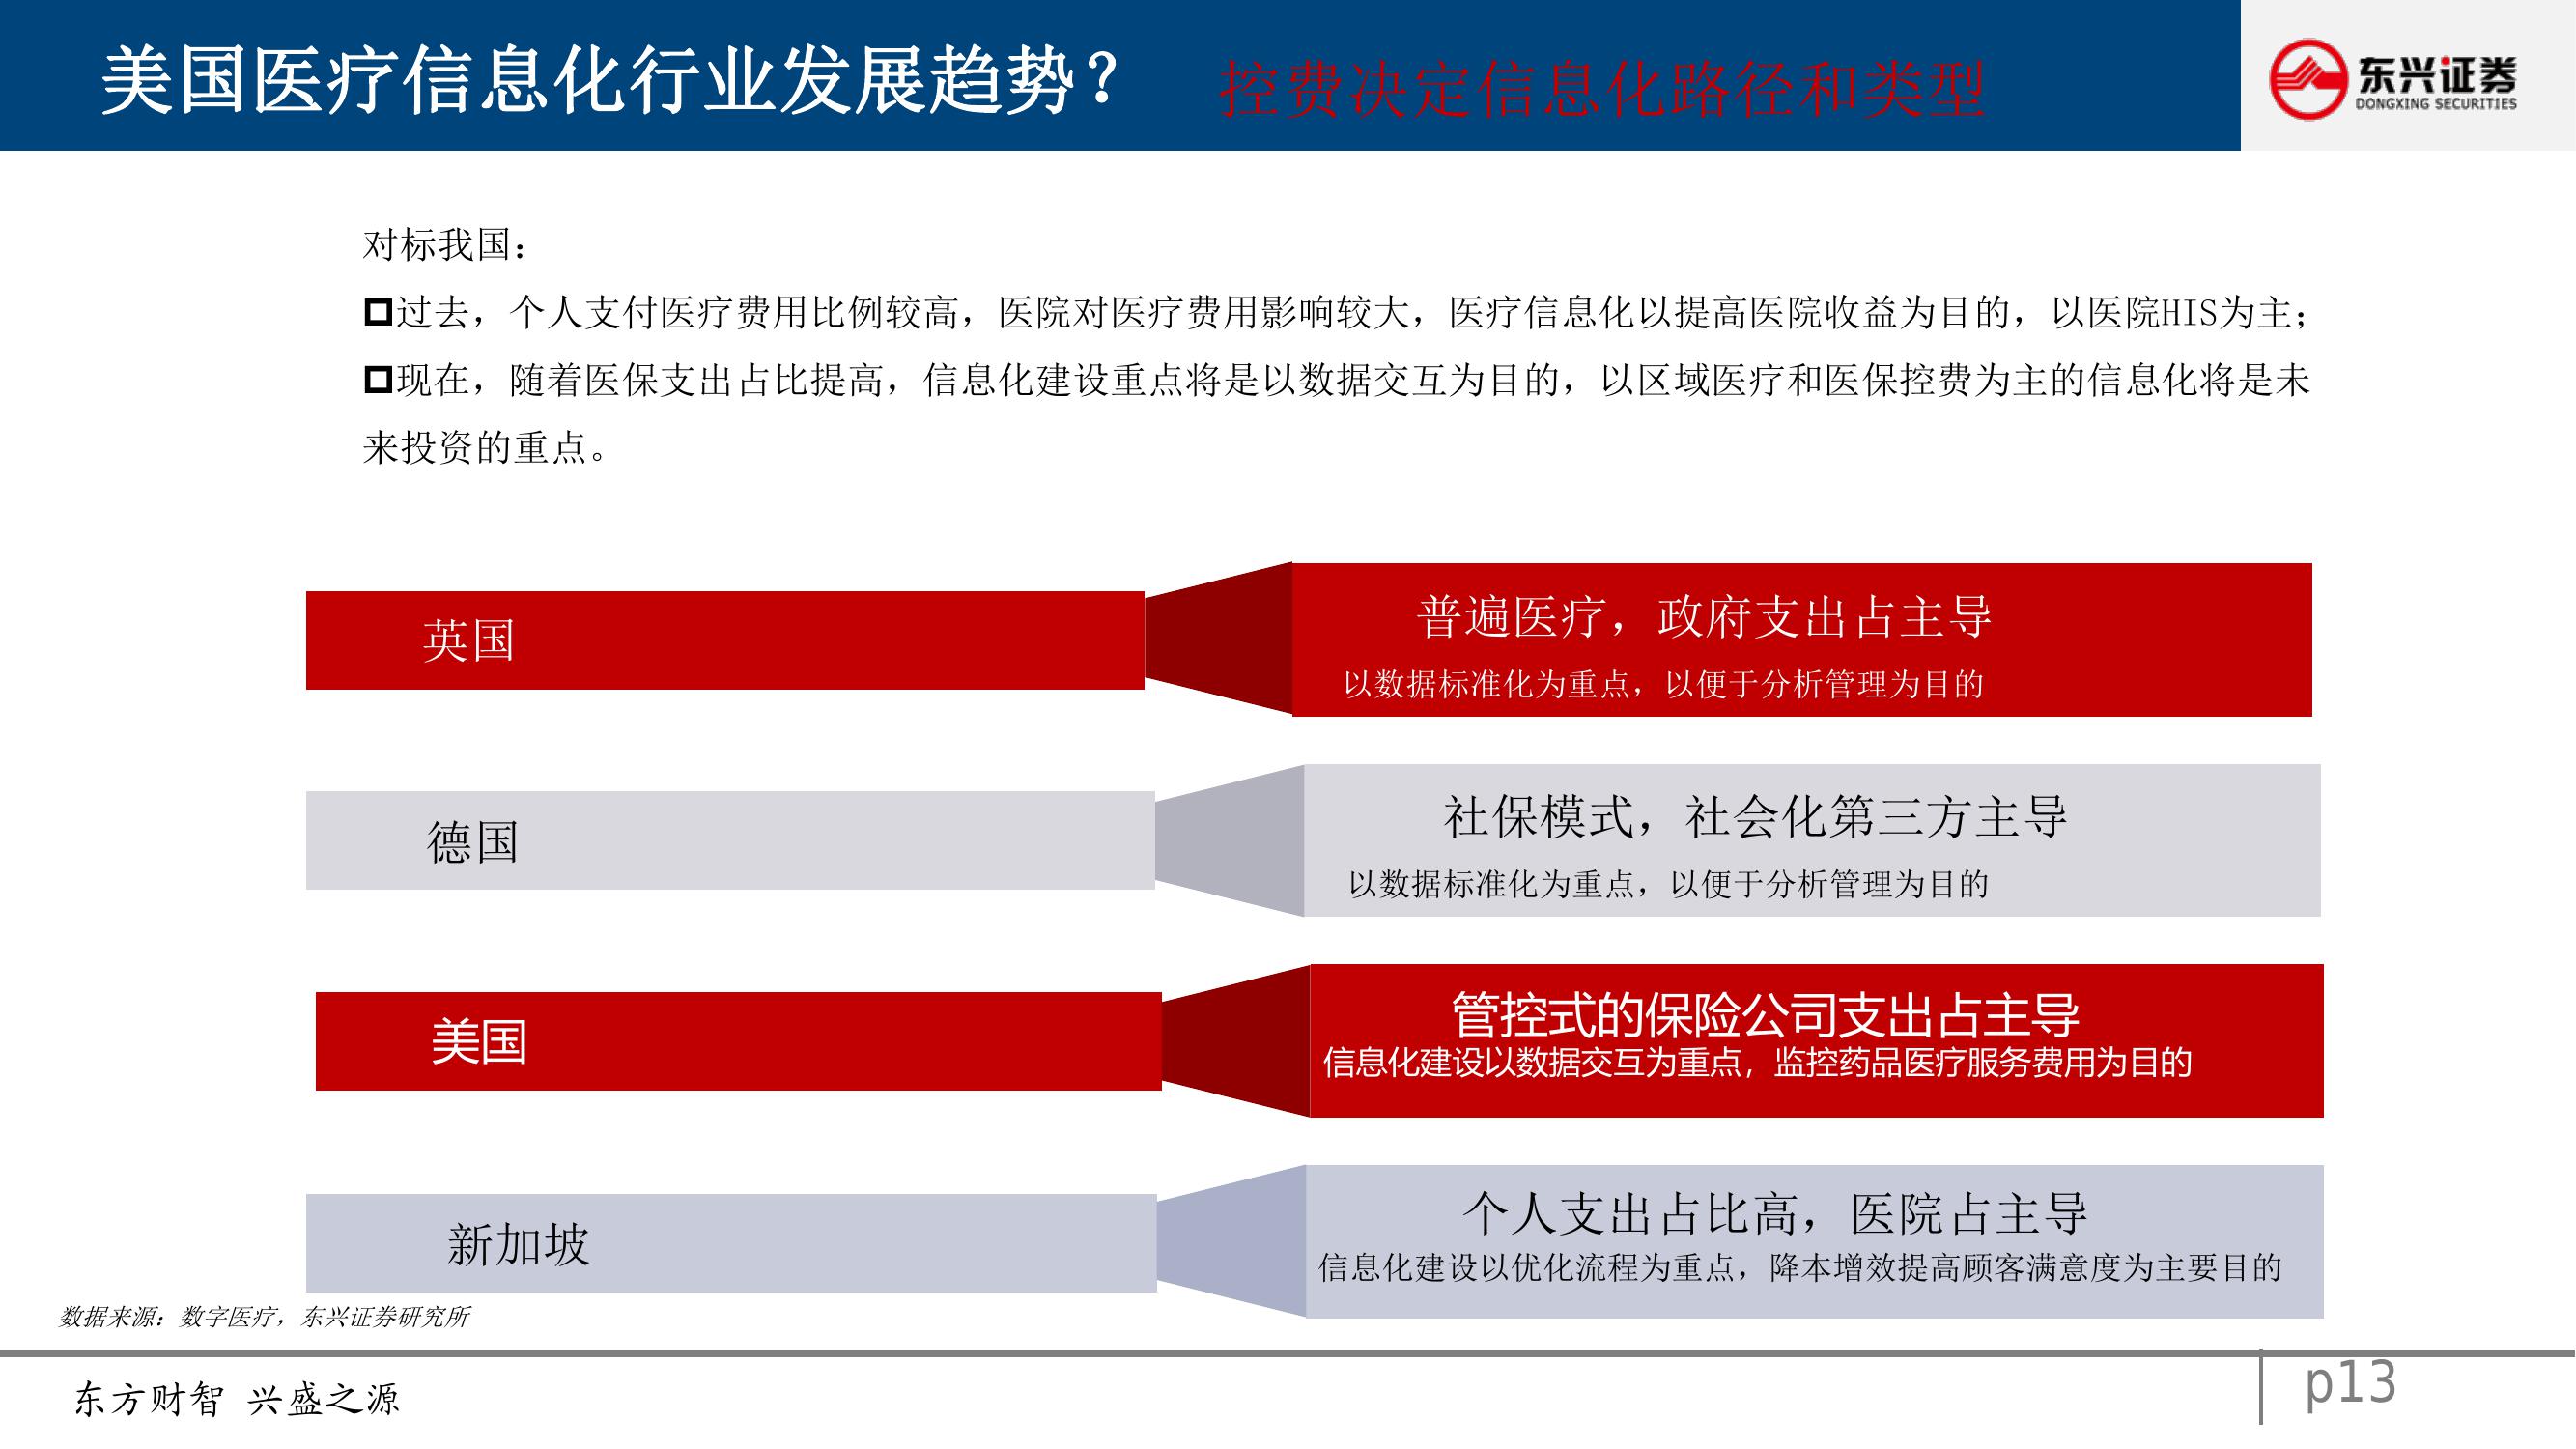 美国医疗信息化行业发展趋势？ 控费决定信息化路径和类型
东兴证券
DONGXING SECURITIES
对标我国：
过去，个人支付医疗费用比例较高，医院对医疗费用影响较大，医疗信息化以提高医院收益为目的，以医院HIS为主；
现在，随着医保支出占比提高，信息化建设重点将是以数据交互为目的，以区域医疗和医保控费为主的信息化将是未
来投资的重点。
英国
普遍医疗，政府支出占主导
以数据标准化为重点，以便于分析管理为目的
德国
社保模式，社会化第三方主导
以数据标准化为重点，以便于分析管理为目的
美国
管控式的保险公司支出占主导
信息化建设以数据交互为重点，监控药品医疗服务费用为目的
新加坡
个人支出占比高，医院占主导
信息化建设以优化流程为重点，降本增效提高顾客满意度为主要目的
数据来源：数字医疗，东兴证券研究所
东方财智 兴盛之源
p13